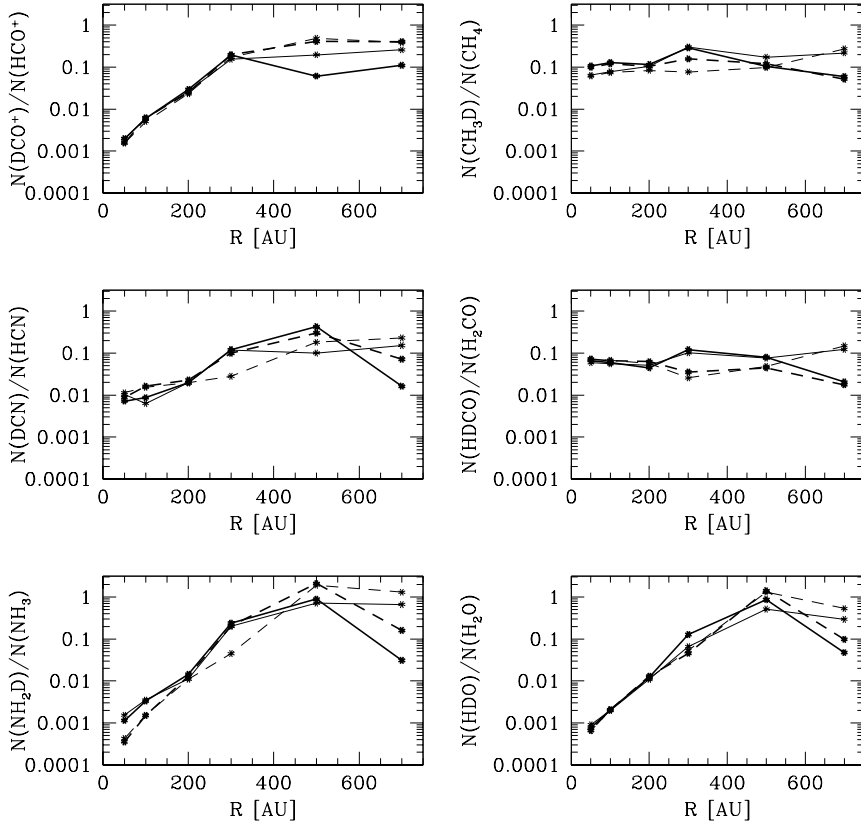 N(DCO⁺)/N(HCO⁺)
1
0.1
0.01
0.001
0.0001
0 200 400 600
R [AU]
N(CH₃D)/N(CH₄)
1
0.1
0.01
0.001
0.0001
0 200 400 600
R [AU]
N(DCN)/N(HCN)
1
0.1
0.01
0.001
0.0001
0 200 400 600
R [AU]
N(HDCO)/N(H₂CO)
1
0.1
0.01
0.001
0.0001
0 200 400 600
R [AU]
N(NH₂D)/N(NH₃)
1
0.1
0.01
0.001
0.0001
0 200 400 600
R [AU]
N(HDO)/N(H₂O)
1
0.1
0.01
0.001
0.0001
0 200 400 600
R [AU]